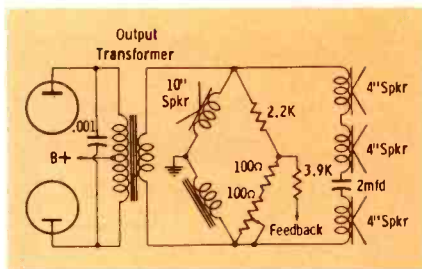 Output
Transformer
10"
Spkr
.001
B+
2.2K
100Ω
100Ω
3.9K
Feedback
4"Spkr
4"Spkr
2mfd
4"Spkr